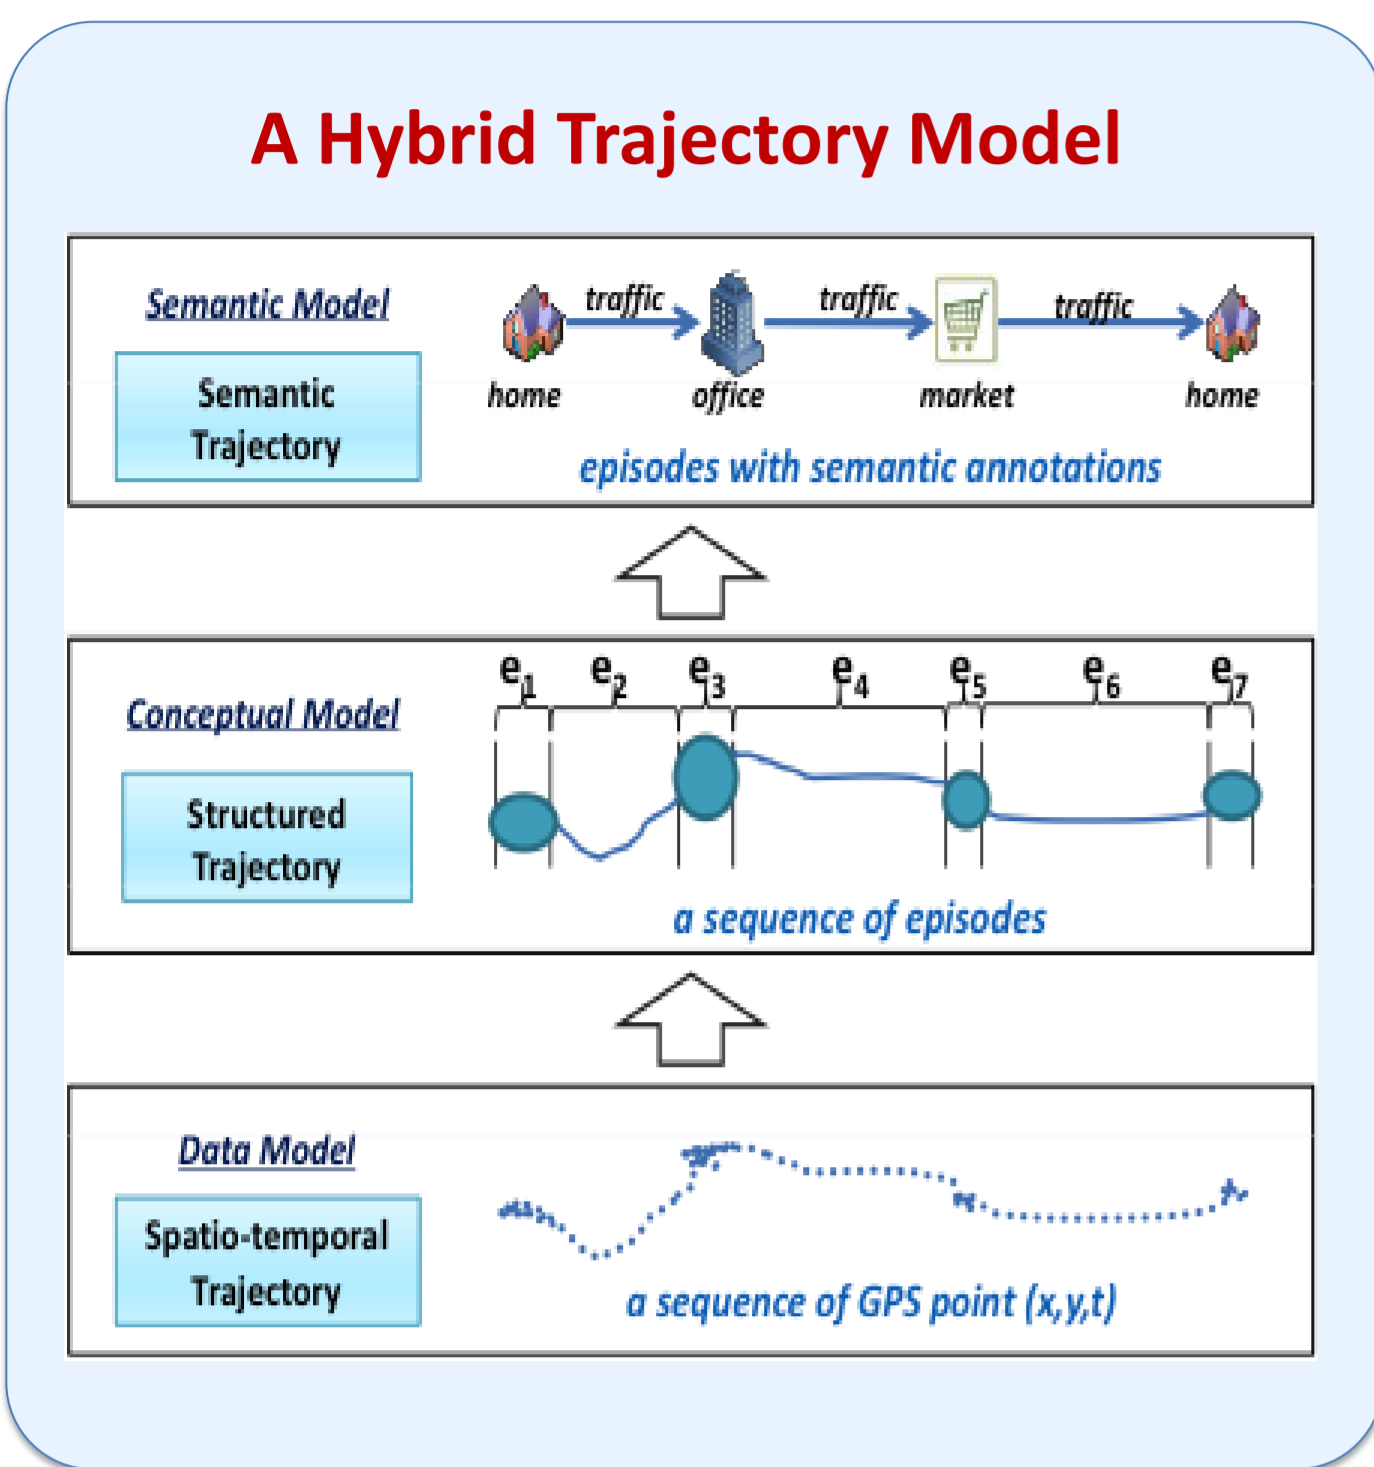 A Hybrid Trajectory Model
Semantic Model
Semantic
Trajectory
traffic traffic traffic
home office market home
episodes with semantic annotations
Conceptual Model
Structured
Trajectory
e1 e2 e3 e4 e5 e6 e7
a sequence of episodes
Data Model
Spatio-temporal
Trajectory
a sequence of GPS point (x,y,t)